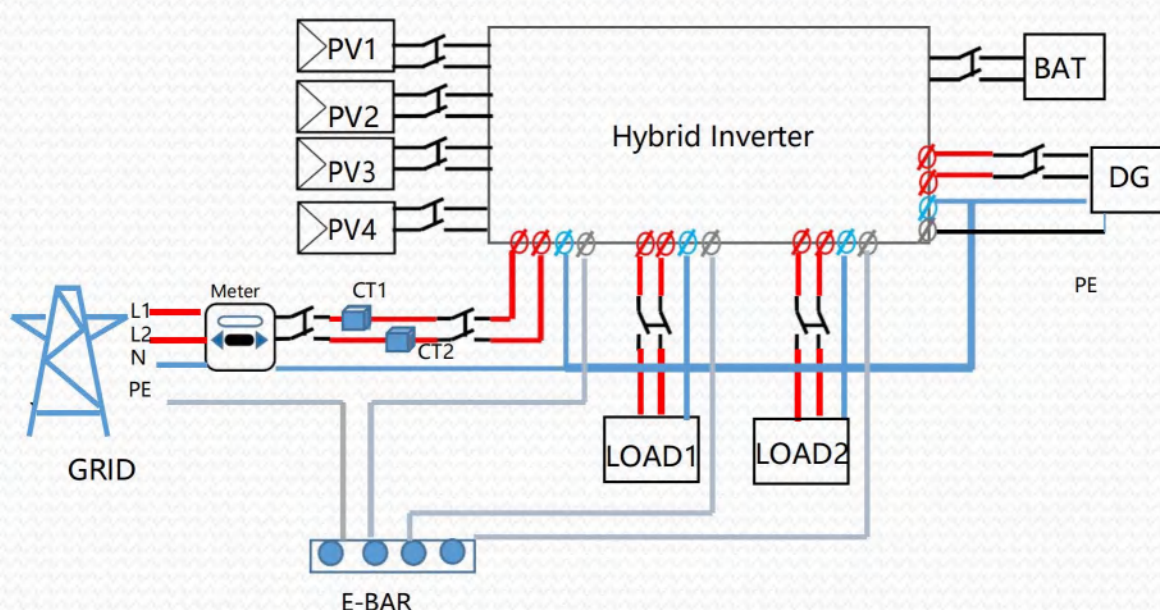 PV1
PV2
PV3
PV4
Hybrid Inverter
BAT
DG
PE
Meter
CT1
CT2
L1
L2
N
PE
GRID
LOAD1
LOAD2
E-BAR